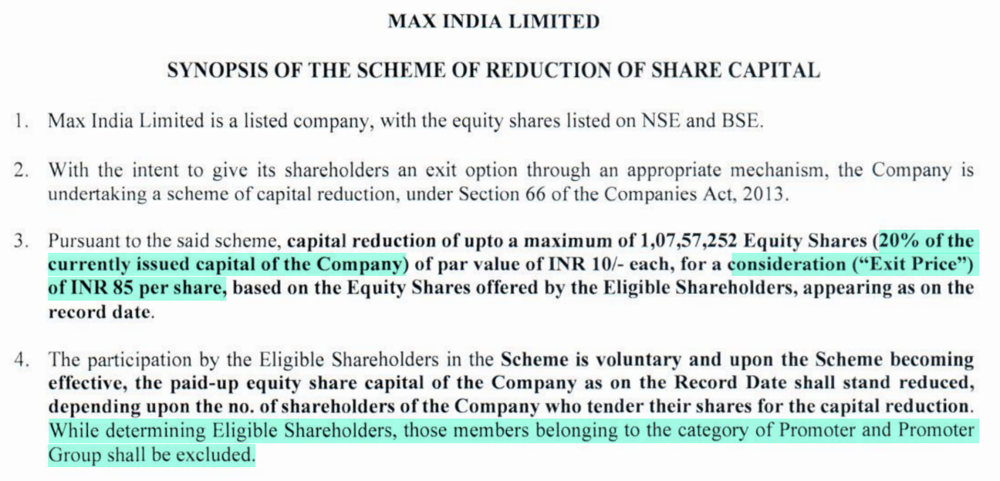 MAX INDIA LIMITED
SYNOPSIS OF THE SCHEME OF REDUCTION OF SHARE CAPITAL
1. Max India Limited is a listed company, with the equity shares listed on NSE and BSE.
2. With the intent to give its shareholders an exit option through an appropriate mechanism, the Company is
undertaking a scheme of capital reduction, under Section 66 of the Companies Act, 2013.
3. Pursuant to the said scheme, capital reduction of upto a maximum of 1,07,57,252 Equity Shares (20% of the
currently issued capital of the Company) of par value of INR 10/- each, for a consideration (“Exit Price”)
of INR 85 per share, based on the Equity Shares offered by the Eligible Shareholders, appearing as on the
record date.
4. The participation by the Eligible Shareholders in the Scheme is voluntary and upon the Scheme becoming
effective, the paid-up equity share capital of the Company as on the Record Date shall stand reduced,
depending upon the no. of shareholders of the Company who tender their shares for the capital reduction.
While determining Eligible Shareholders, those members belonging to the category of Promoter and Promoter
Group shall be excluded.